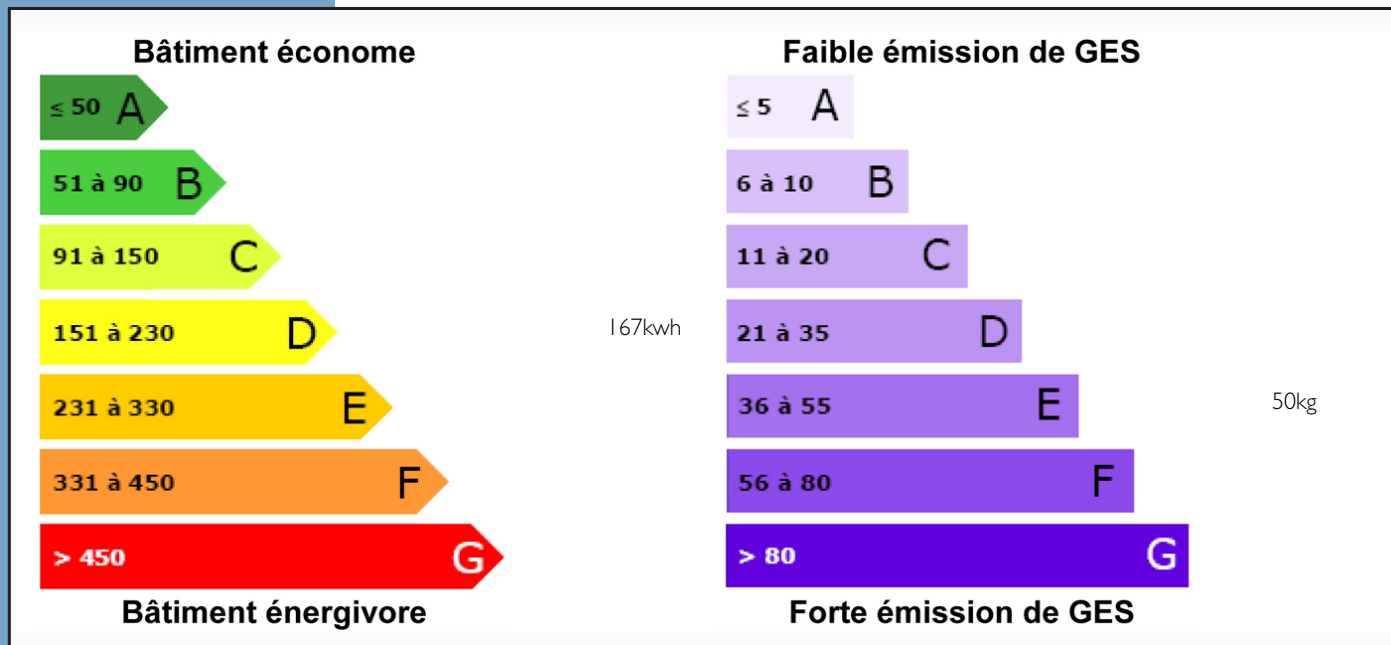 Bâtiment économe
≤ 50 A
51 à 90 B
91 à 150 C
151 à 230 D
167kwh
231 à 330 E
331 à 450 F
> 450 G
Bâtiment énergivore
Faible émission de GES
≤ 5 A
6 à 10 B
11 à 20 C
21 à 35 D
36 à 55 E
50kg
56 à 80 F
> 80 G
Forte émission de GES